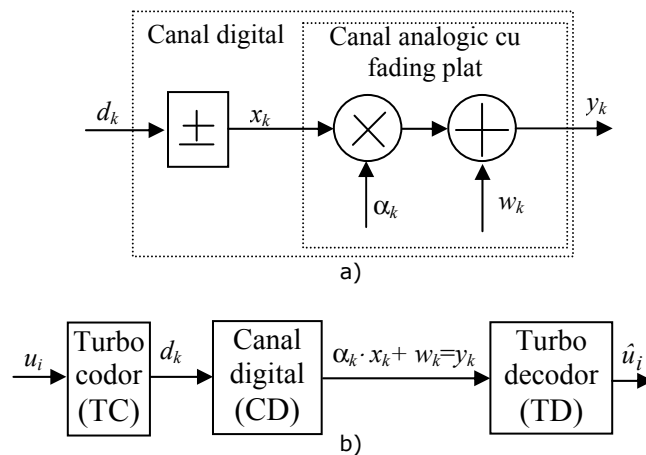 Canal digital
Canal analogic cu
fading plat
d_k
±
x_k
y_k
α_k
w_k
a)
u_i
Turbo
codor
(TC)
d_k
Canal
digital
(CD)
α_k· x_k+ w_k=y_k
Turbo
decodor
(TD)
û_i
b)